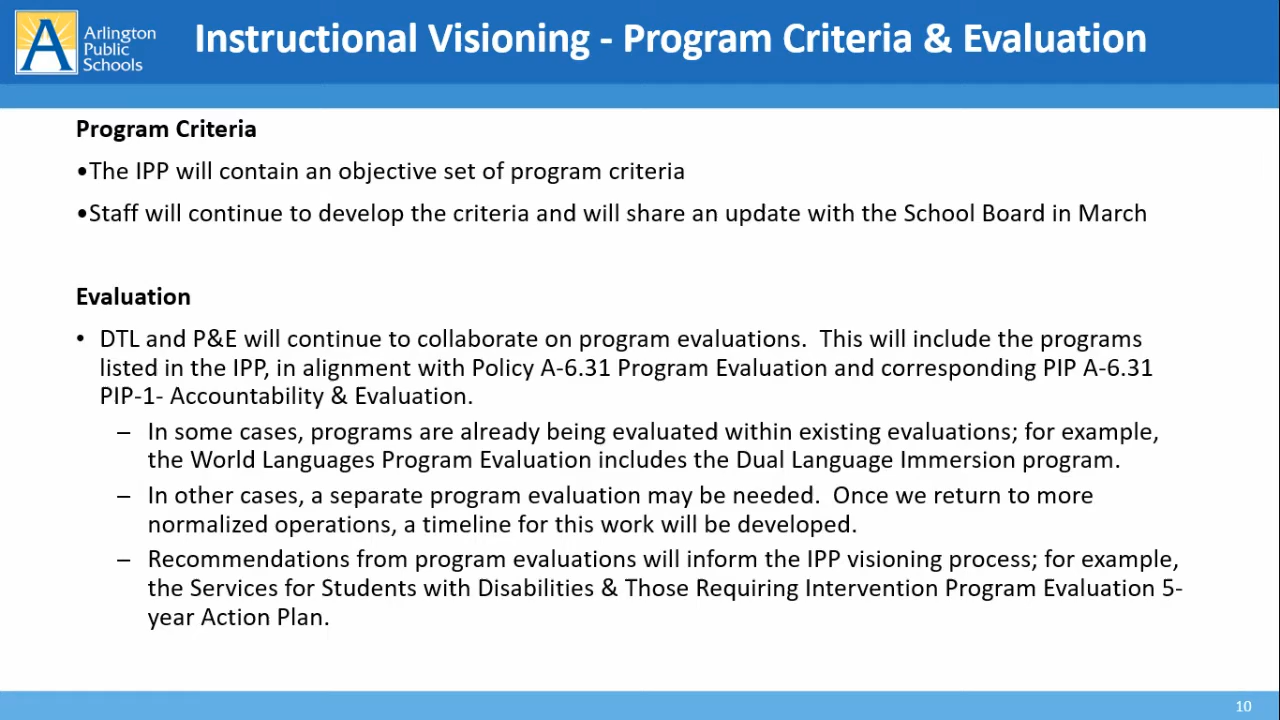 Arlington
Public
Schools
Instructional Visioning - Program Criteria & Evaluation
Program Criteria
•The IPP will contain an objective set of program criteria
•Staff will continue to develop the criteria and will share an update with the School Board in March
Evaluation
• DTL and P&E will continue to collaborate on program evaluations.  This will include the programs
listed in the IPP, in alignment with Policy A-6.31 Program Evaluation and corresponding PIP A-6.31
PIP-1- Accountability & Evaluation.
– In some cases, programs are already being evaluated within existing evaluations; for example,
the World Languages Program Evaluation includes the Dual Language Immersion program.
– In other cases, a separate program evaluation may be needed.  Once we return to more
normalized operations, a timeline for this work will be developed.
– Recommendations from program evaluations will inform the IPP visioning process; for example,
the Services for Students with Disabilities & Those Requiring Intervention Program Evaluation 5-
year Action Plan.
10